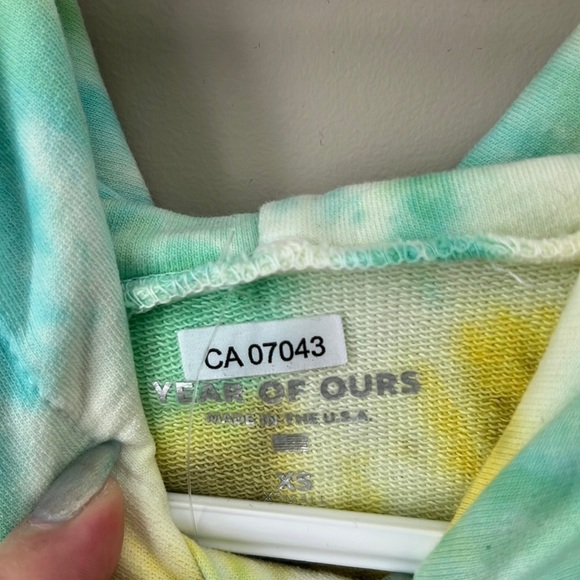 CA 07043
YEAR OF OURS
MADE IN THE U.S.A.
XS